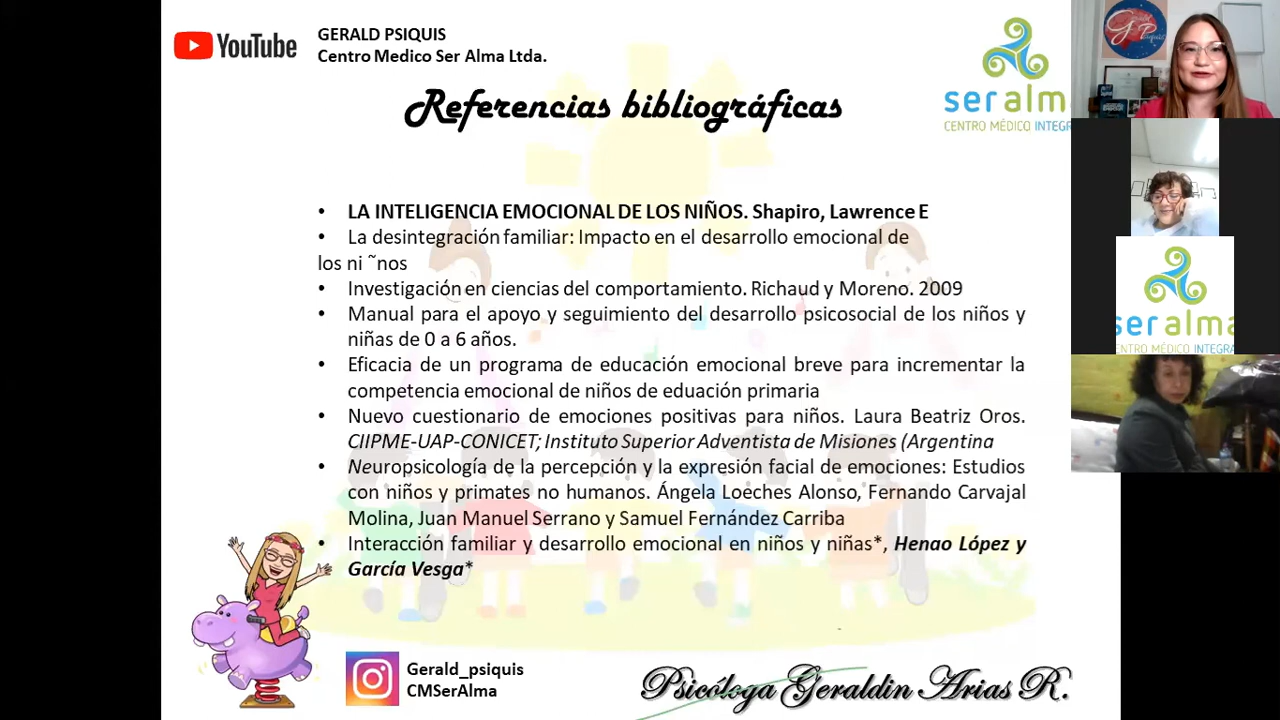 YouTube
GERALD PSIQUIS
Centro Medico Ser Alma Ltda.
Referencias bibliográficas
ser alma
CENTRO MÉDICO INTEGR
• LA INTELIGENCIA EMOCIONAL DE LOS NIÑOS. Shapiro, Lawrence E
• La desintegración familiar: Impacto en el desarrollo emocional de
los ni ˜nos
• Investigación en ciencias del comportamiento. Richaud y Moreno. 2009
• Manual para el apoyo y seguimiento del desarrollo psicosocial de los niños y
niñas de 0 a 6 años.
• Eficacia de un programa de educación emocional breve para incrementar la
competencia emocional de niños de eduación primaria
• Nuevo cuestionario de emociones positivas para niños. Laura Beatriz Oros.
CIIPME-UAP-CONICET; Instituto Superior Adventista de Misiones (Argentina
• Neuropsicología de la percepción y la expresión facial de emociones: Estudios
con niños y primates no humanos. Ángela Loeches Alonso, Fernando Carvajal
Molina, Juan Manuel Serrano y Samuel Fernández Carriba
• Interacción familiar y desarrollo emocional en niños y niñas*, Henao López y
García Vesga*
Gerald_psiquis
CMSerAlma
Psicóloga Geraldin Arias R.
ser alma
CENTRO MÉDICO INTEGRA